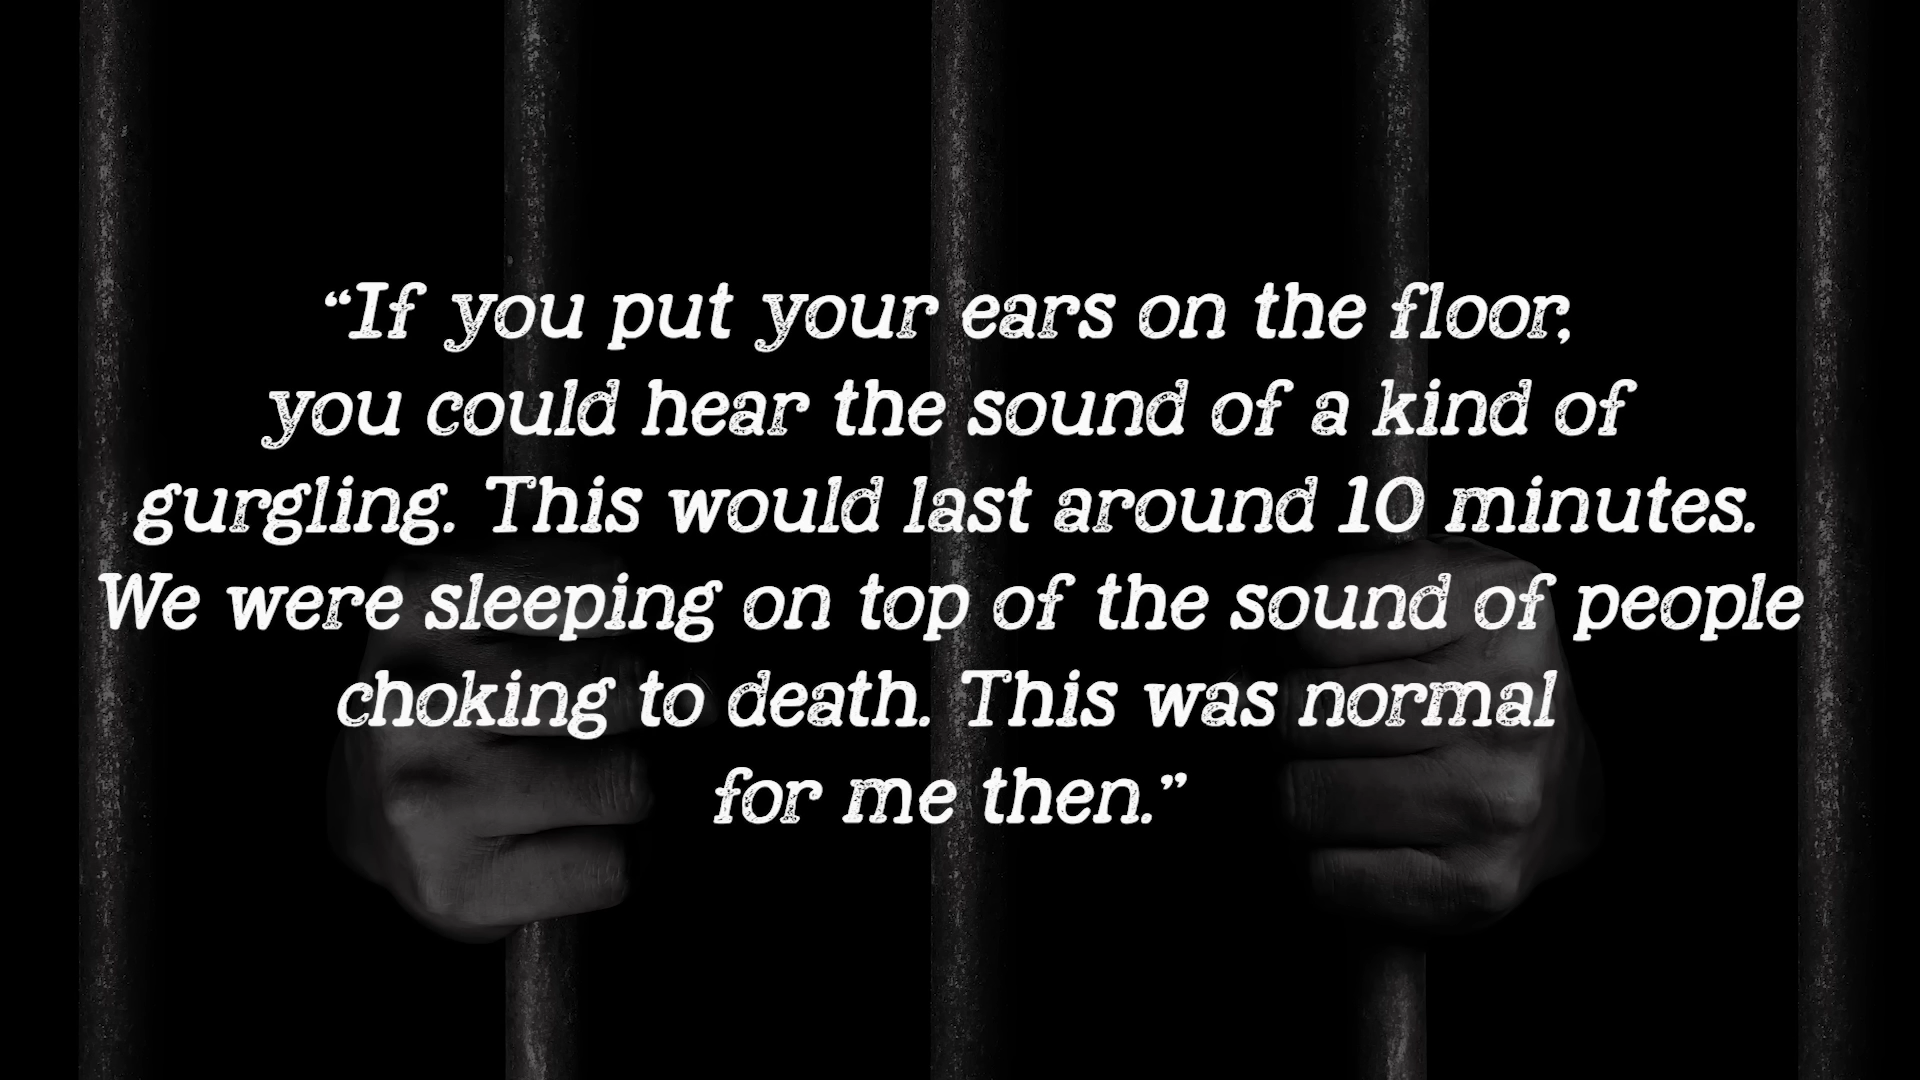 “If you put your ears on the floor,
you could hear the sound of a kind of
gurgling. This would last around 10 minutes.
We were sleeping on top of the sound of people
choking to death. This was normal
for me then.”